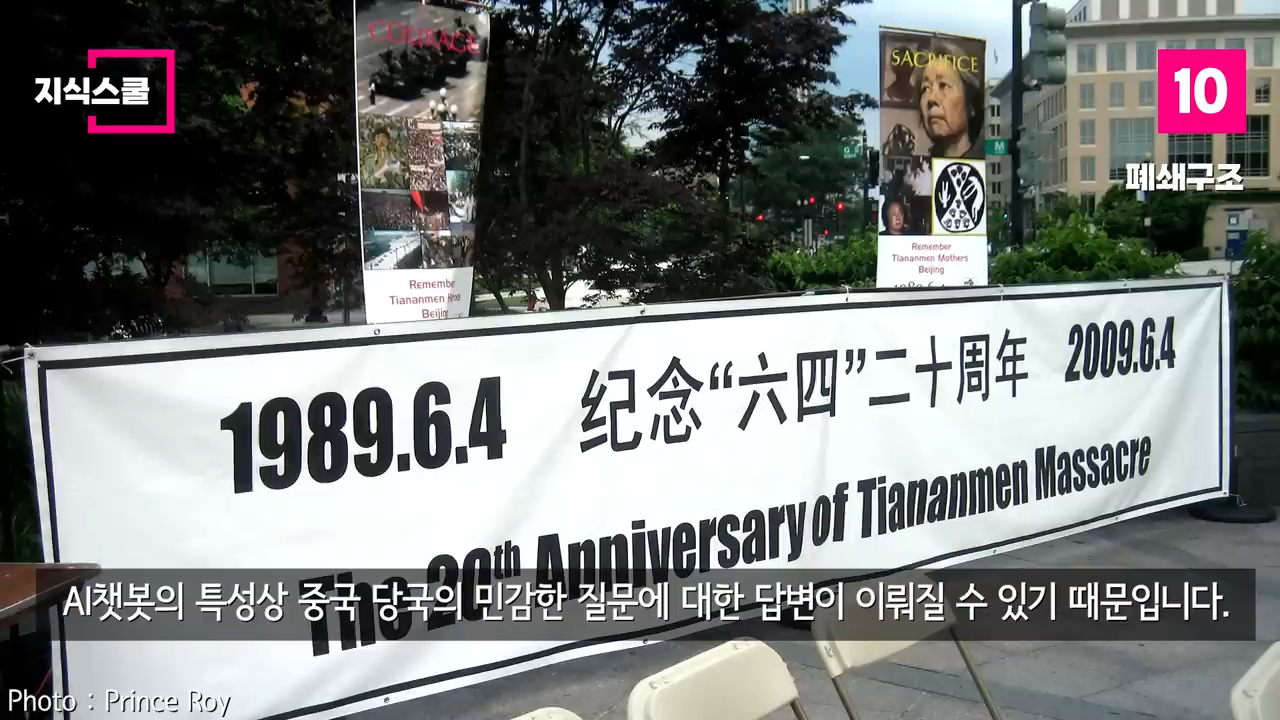 지식스쿨
COURAGE
Remember
Tiananmen Heroes
Beijing
SACRIFICE
Remember
Tiananmen Mothers
Beijing
10
폐쇄구조
1989.6.4 纪念“六四”二十周年 2009.6.4
The 20th Anniversary of Tiananmen Massacre
AI챗봇의 특성상 중국 당국의 민감한 질문에 대한 답변이 이뤄질 수 있기 때문입니다.
Photo : Prince Roy